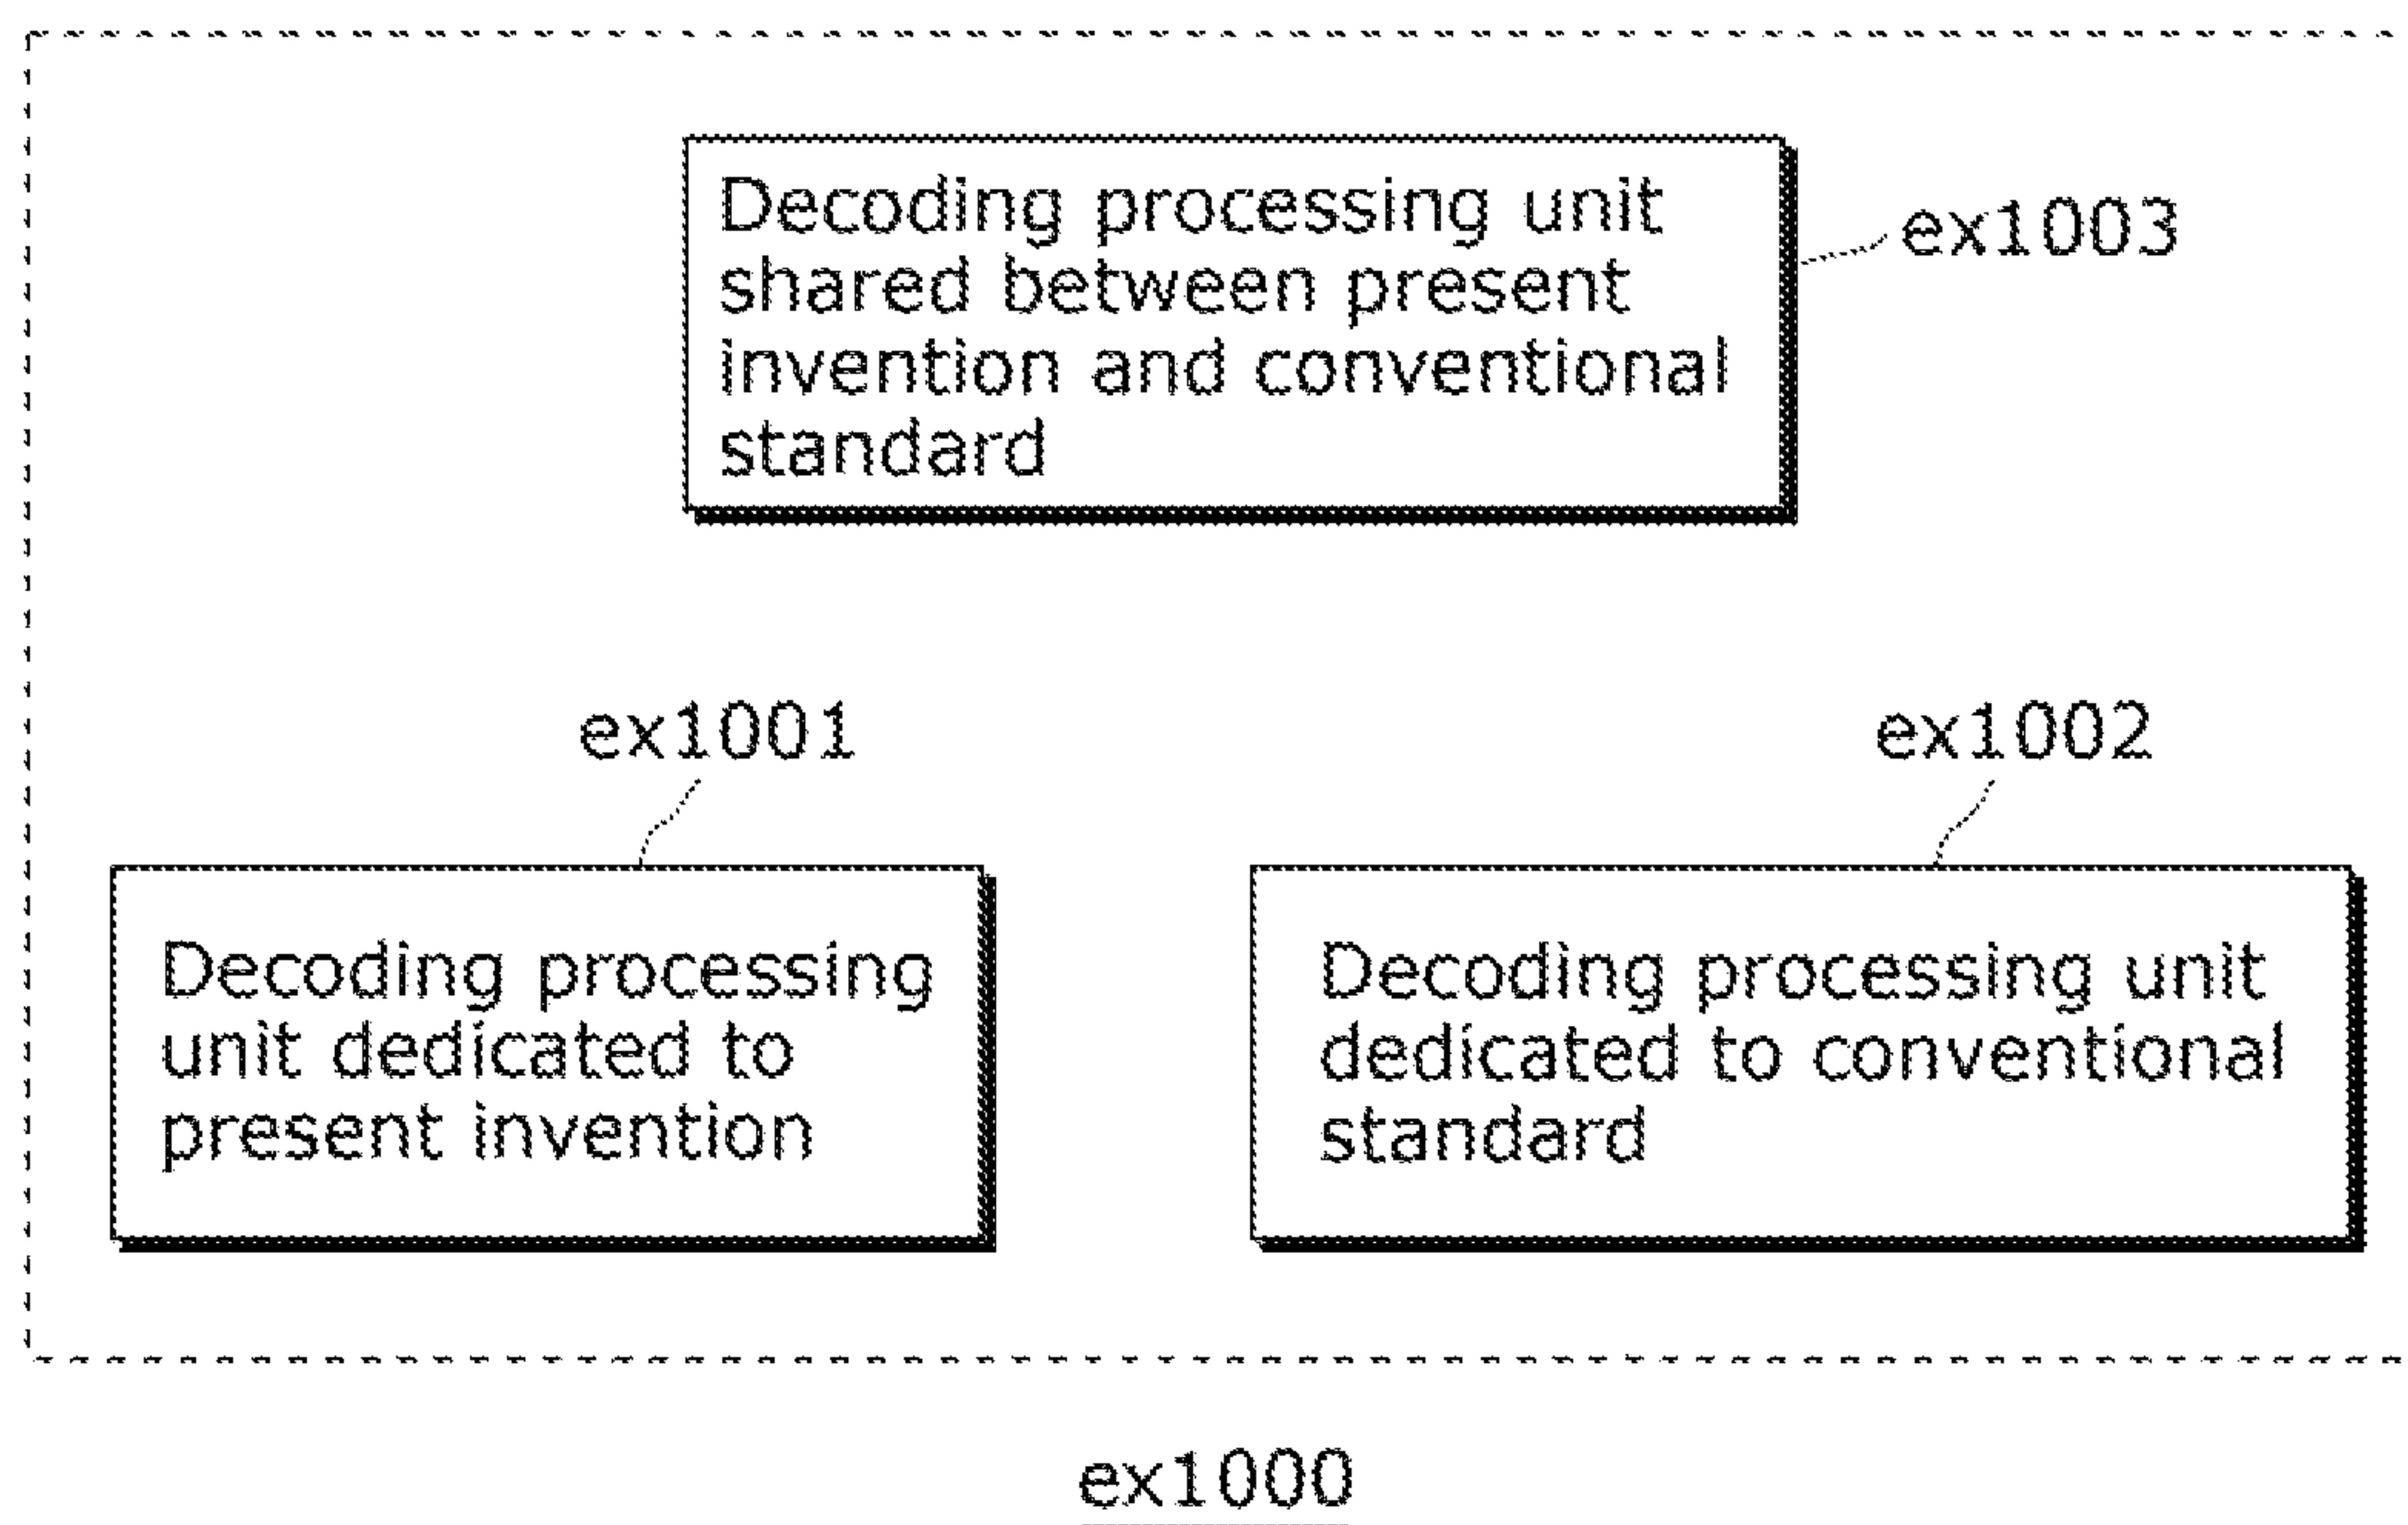 Decoding processing unit
shared between present
invention and conventional
standard
ex1003
ex1001
ex1002
Decoding processing
unit dedicated to
present invention
Decoding processing unit
dedicated to conventional
standard
ex1000